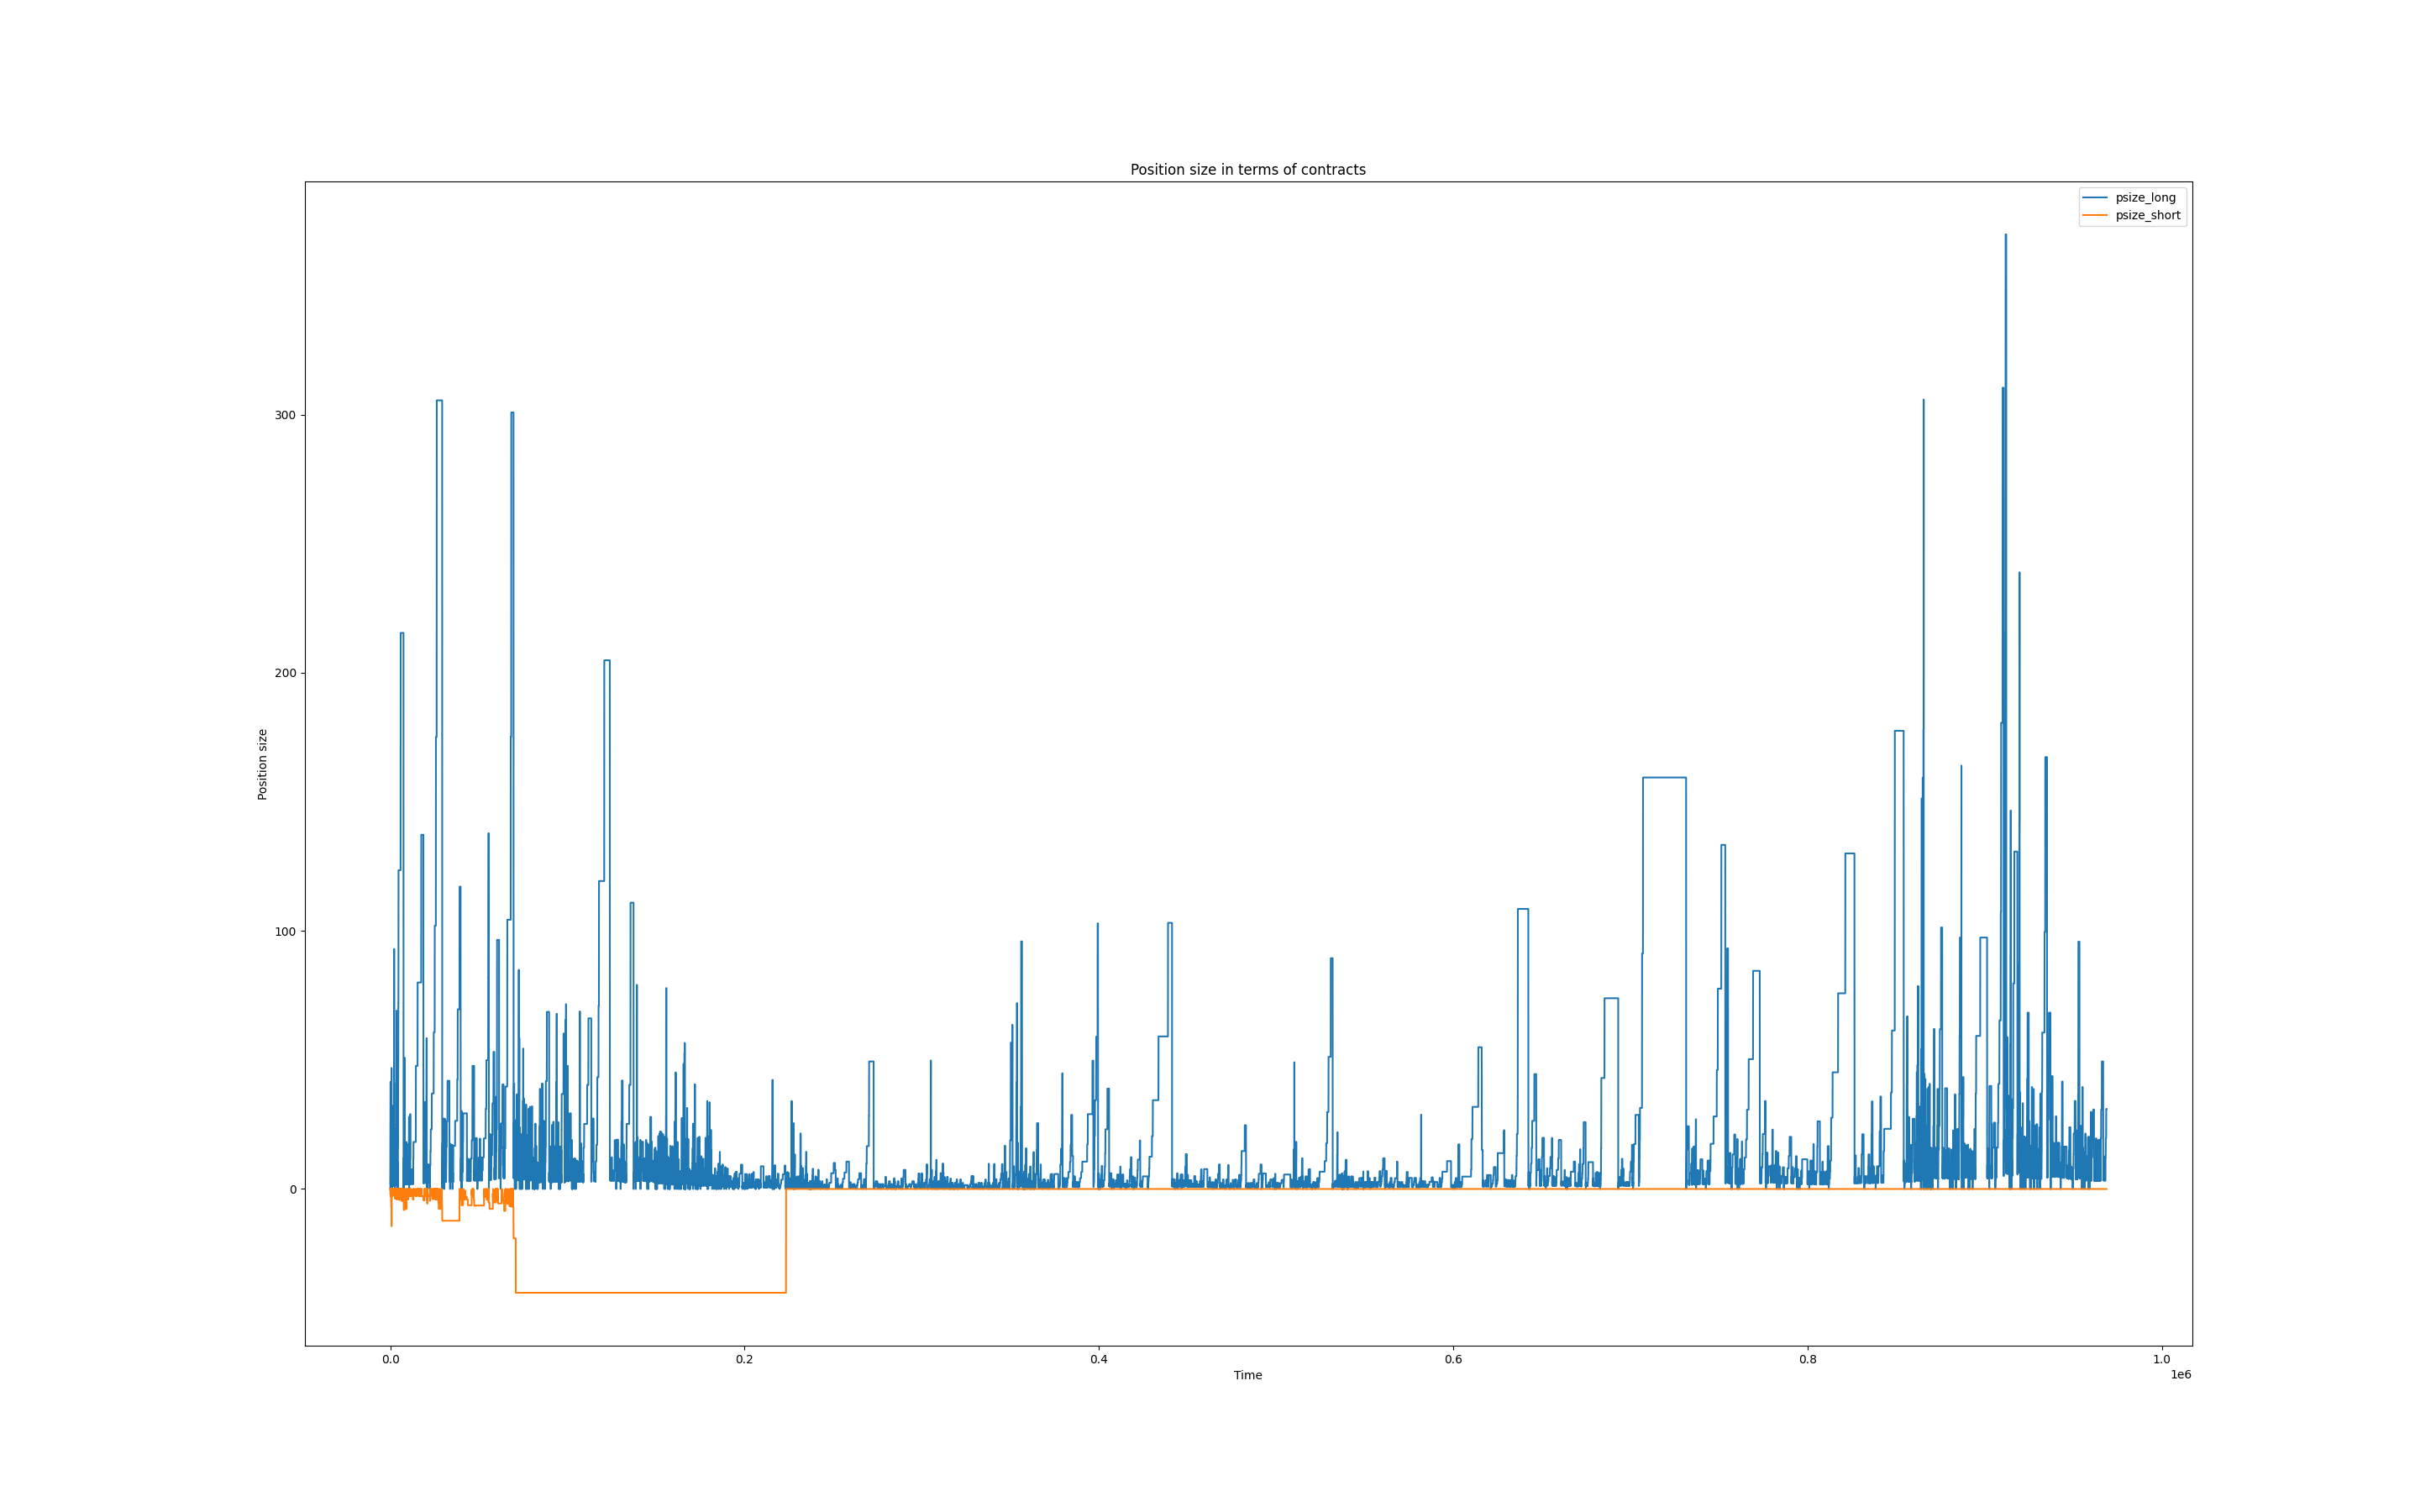 Position size in terms of contracts
psize_long
psize_short
300
200
100
0
Position size
0.0
0.2
0.4
0.6
0.8
1.0
Time
1e6